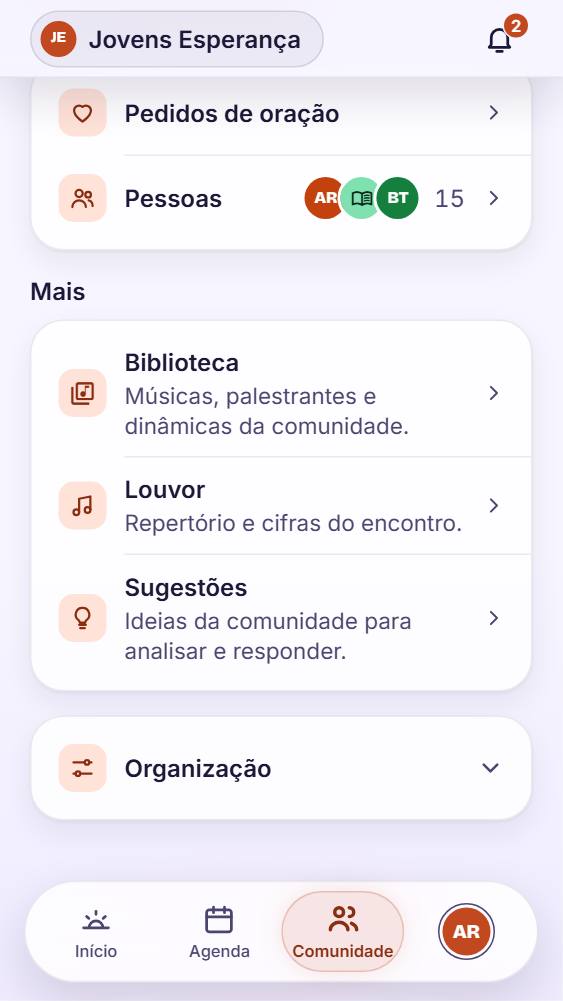 JE Jovens Esperança 2
Pedidos de oração
Pessoas AR BT 15
Mais
Biblioteca
Músicas, palestrantes e
dinâmicas da comunidade.
Louvor
Repertório e cifras do encontro.
Sugestões
Ideias da comunidade para
analisar e responder.
Organização
Início Agenda Comunidade AR